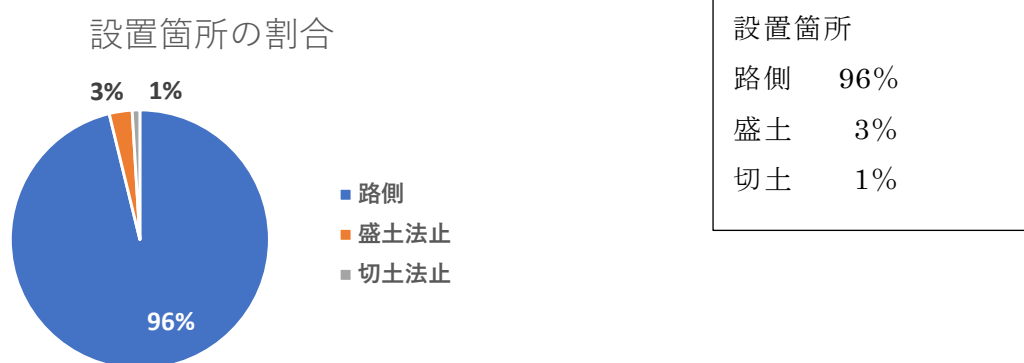 設置箇所の割合
3% 1%
96%
路側
盛土法止
切土法止
設置箇所
路側 96%
盛土 3%
切土 1%